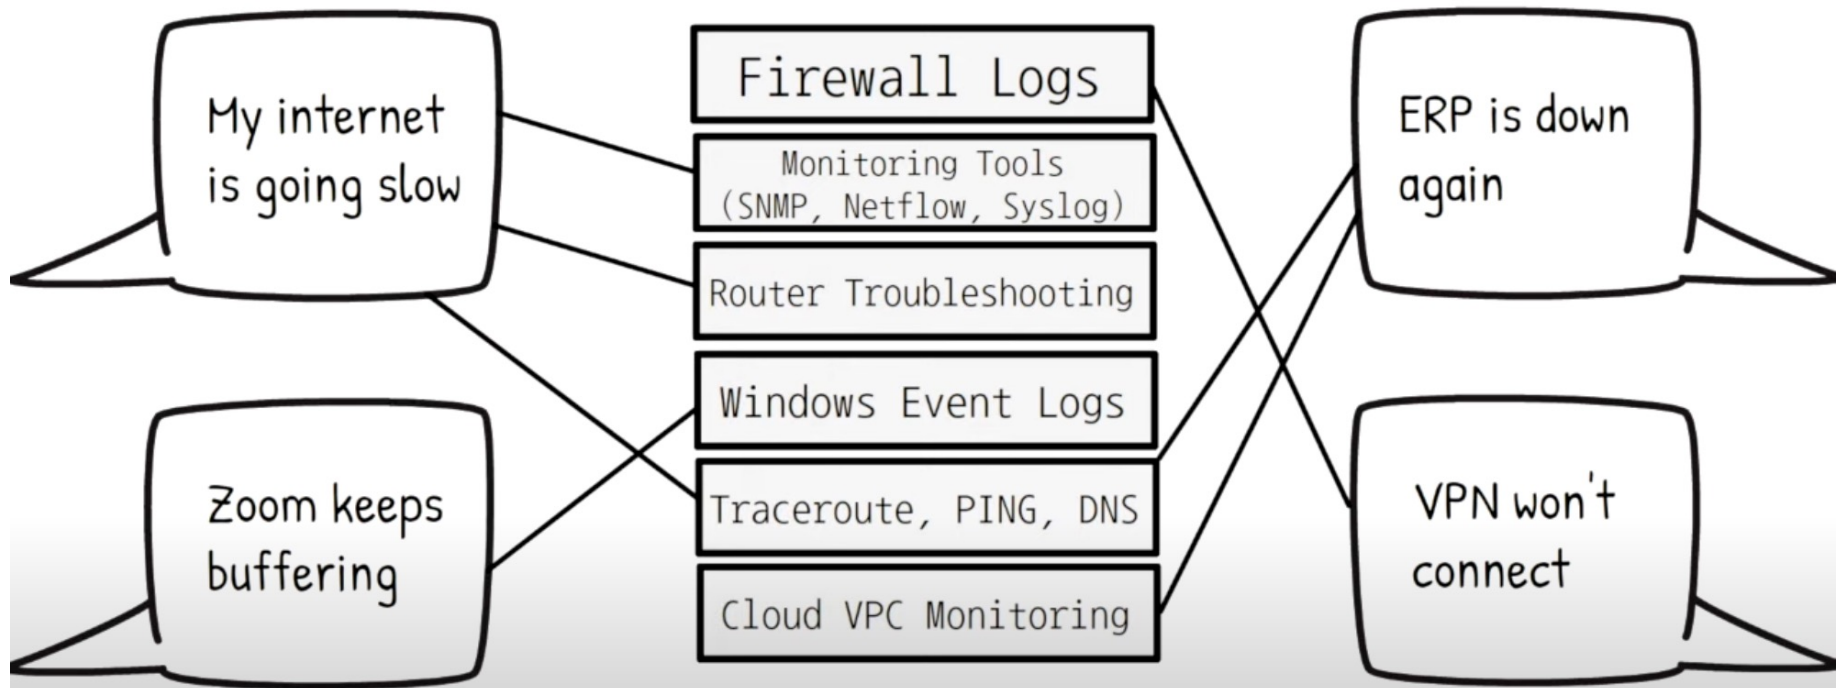 My internet
is going slow
Zoom keeps
buffering
Firewall Logs
Monitoring Tools
(SNMP, Netflow, Syslog)
Router Troubleshooting
Windows Event Logs
Traceroute, PING, DNS
Cloud VPC Monitoring
ERP is down
again
VPN won't
connect